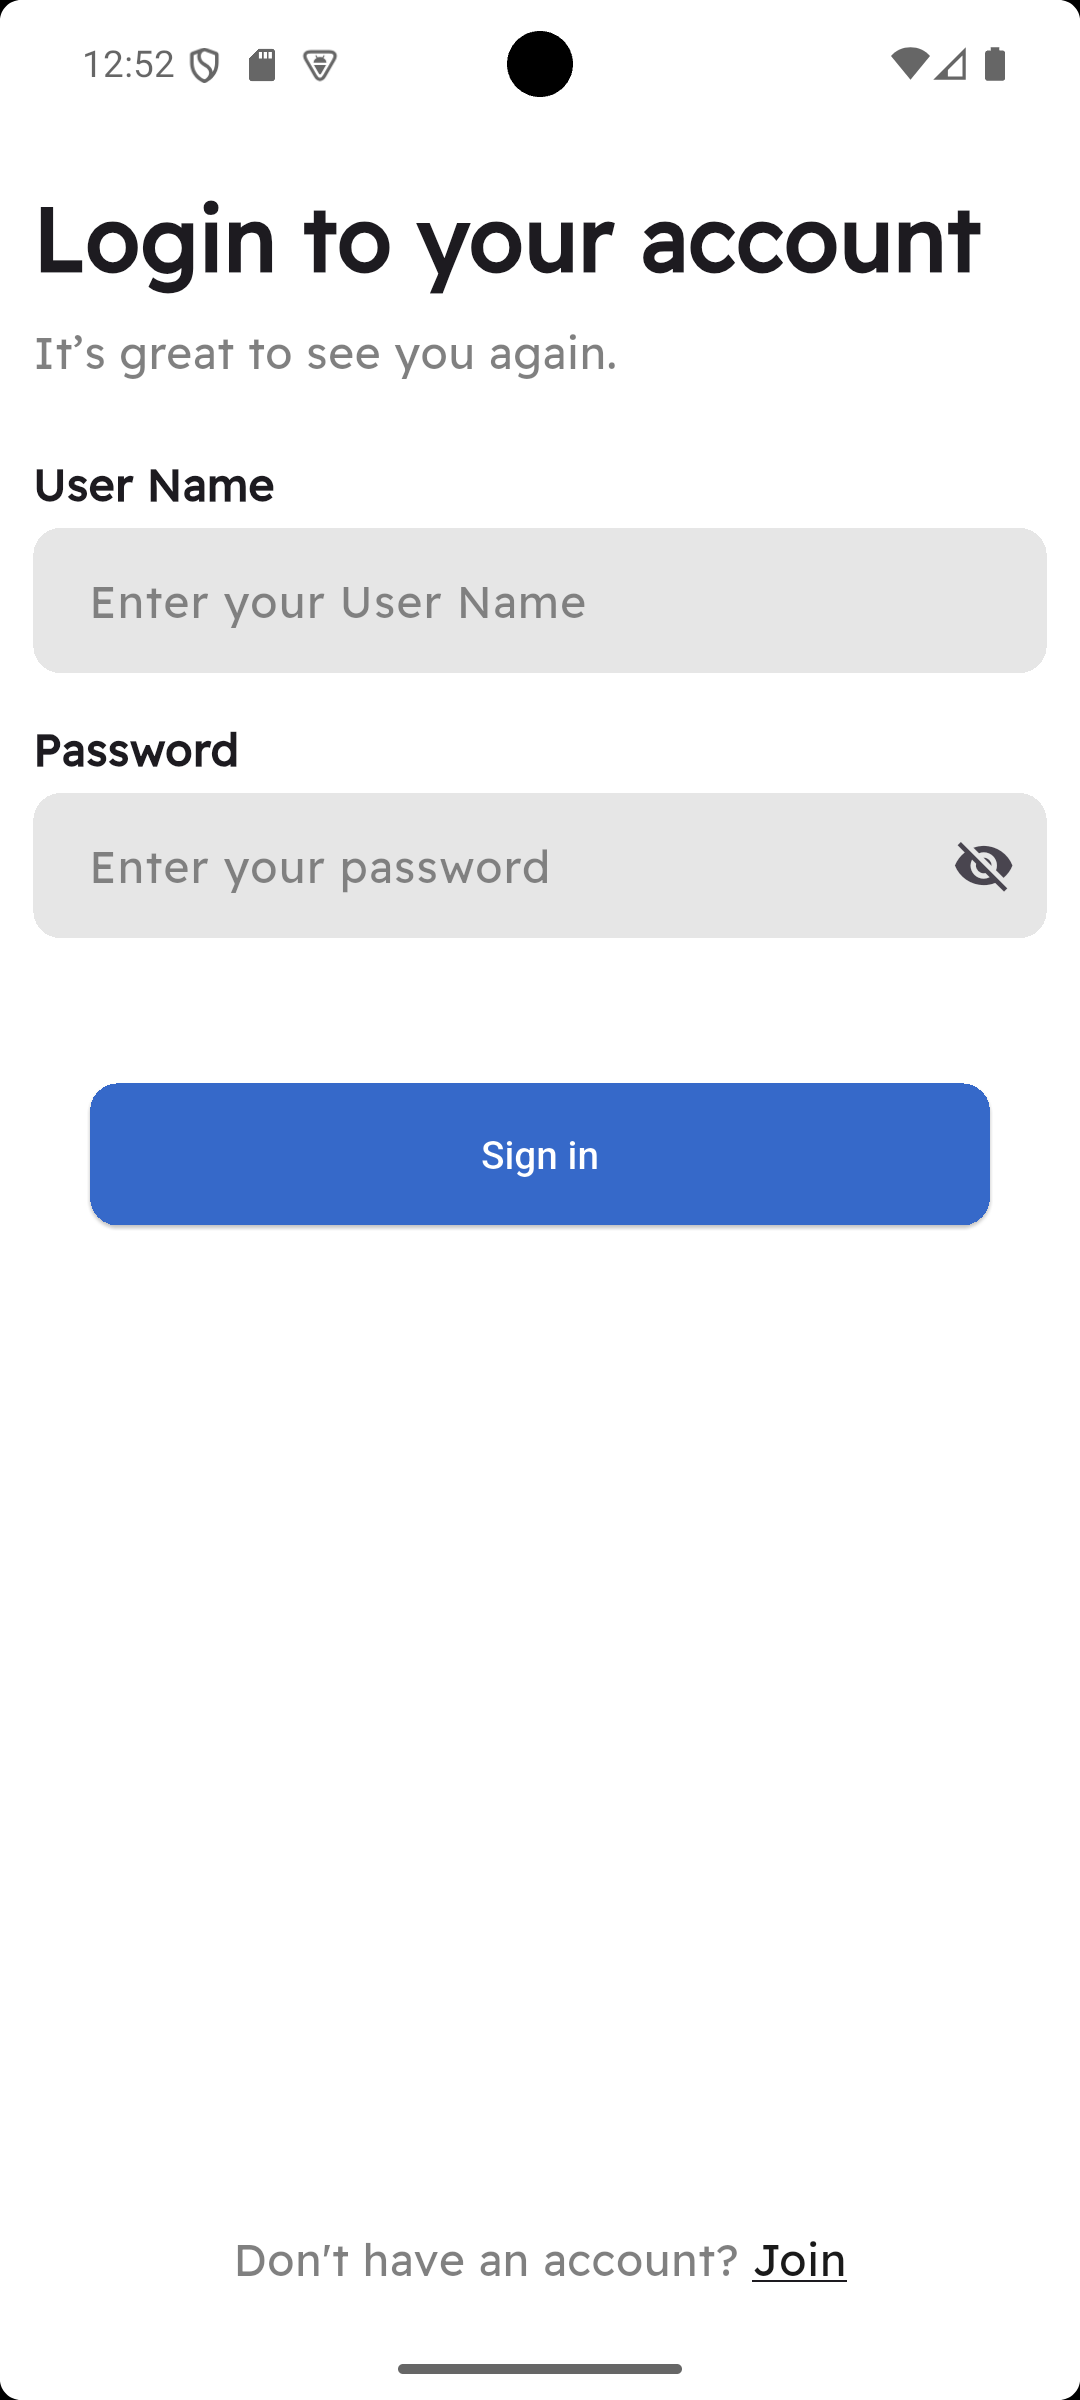 12:52
Login to your account
It’s great to see you again.
User Name
Enter your User Name
Password
Enter your password
Sign in
Don't have an account? Join